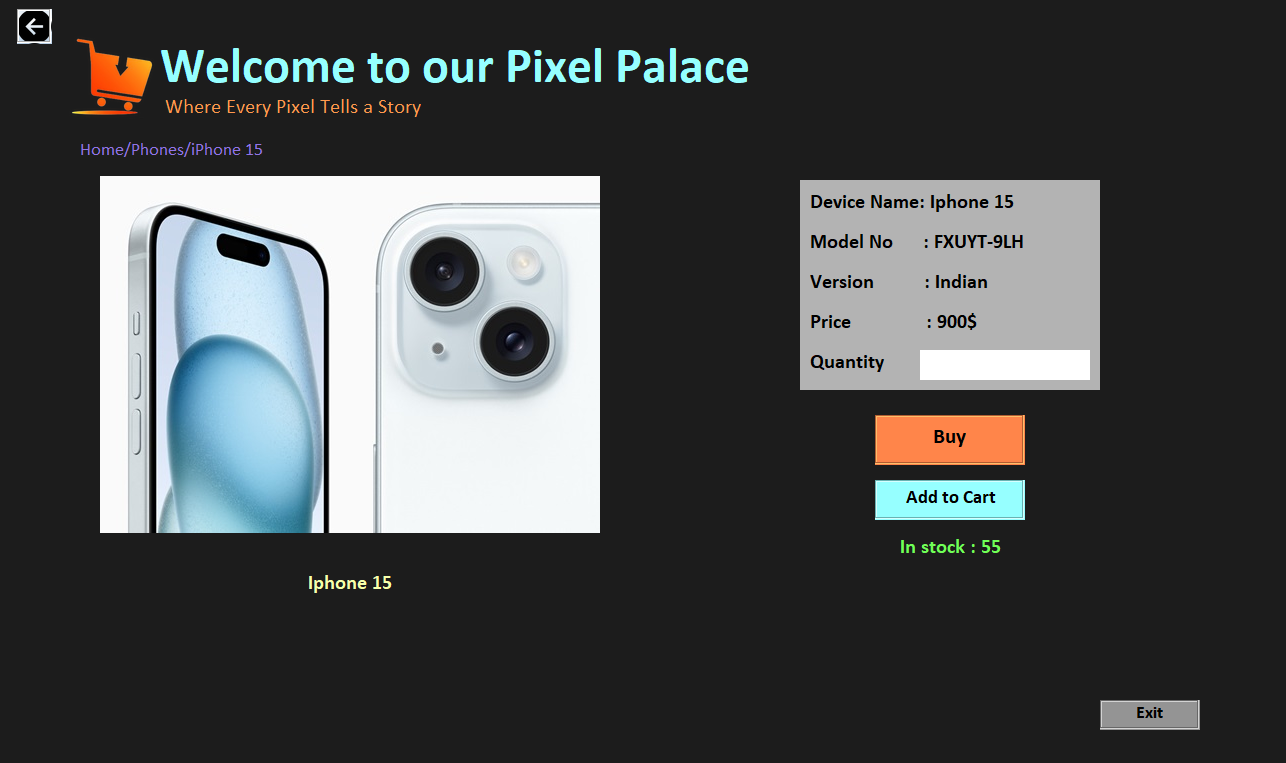 Welcome to our Pixel Palace
Where Every Pixel Tells a Story
Home/Phones/iPhone 15
Device Name: Iphone 15
Model No : FXUYT-9LH
Version : Indian
Price : 900$
Quantity
Buy
Add to Cart
In stock : 55
Iphone 15
Exit